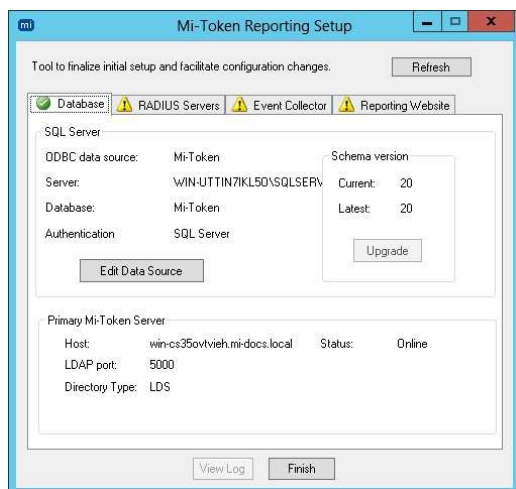 mi
Mi-Token Reporting Setup
Tool to finalize initial setup and facilitate configuration changes.
Refresh
Database
RADIUS Servers
Event Collector
Reporting Website
SQL Server
ODBC data source: Mi-Token
Server: WIN-UTTIN7IKL50\SQLSERV
Database: Mi-Token
Authentication SQL Server
Edit Data Source
Schema version
Current: 20
Latest: 20
Upgrade
Primary Mi-Token Server
Host: win-cs35ovtvieh.mi-docs.local Status: Online
LDAP port: 5000
Directory Type: LDS
View Log
Finish